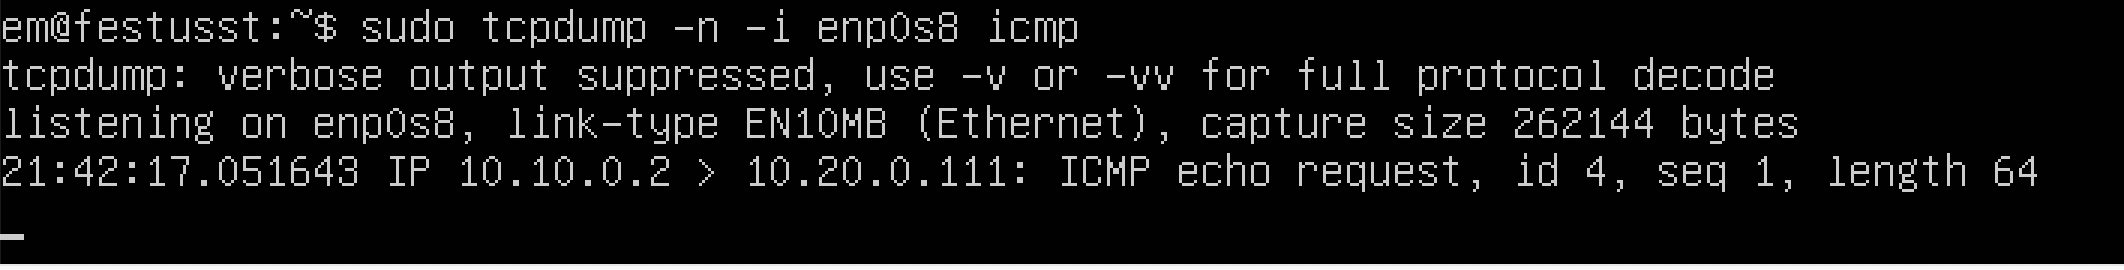 em@festusst:~$ sudo tcpdump -n -i enp0s8 icmp
tcpdump: verbose output suppressed, use -v or -vv for full protocol decode
listening on enp0s8, link-type EN10MB (Ethernet), capture size 262144 bytes
21:42:17.051643 IP 10.10.0.2 > 10.20.0.111: ICMP echo request, id 4, seq 1, length 64